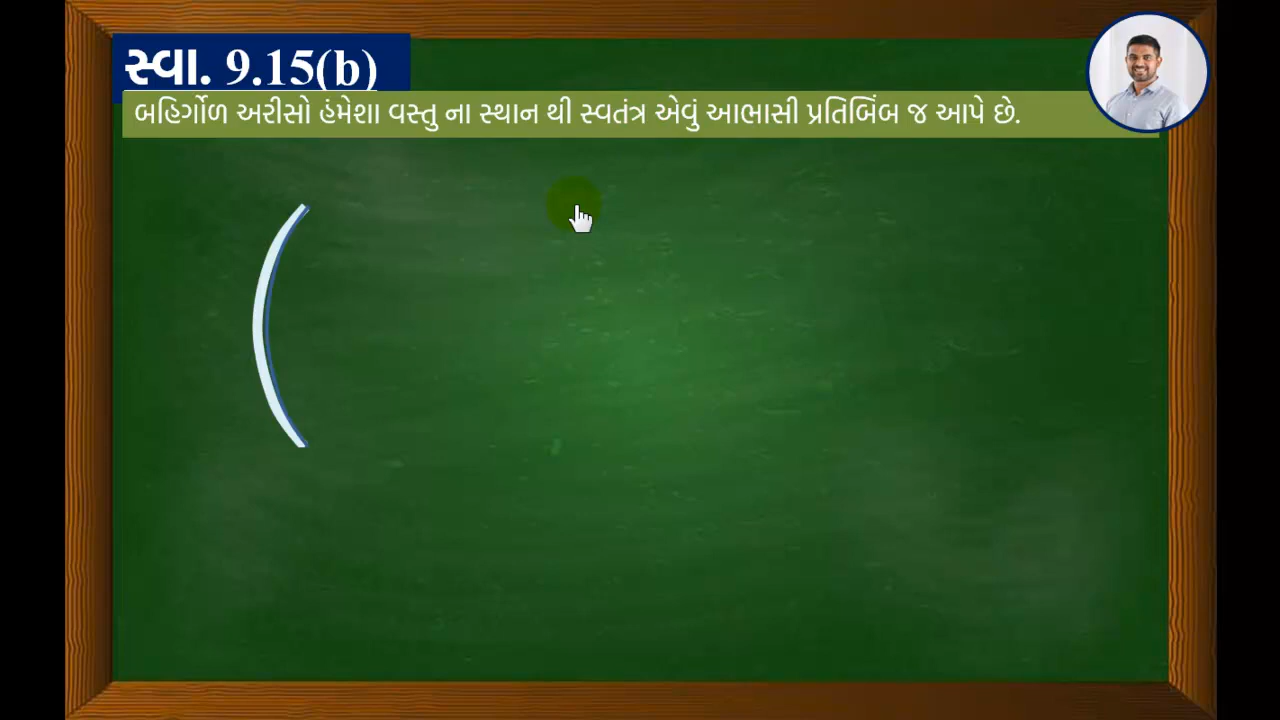 સ્વા. 9.15(b)
બહિર્ગોળ અરીસો હંમેશા વસ્તુ ના સ્થાન થી સ્વતંત્ર એવું આભાસી પ્રતિબિંબ જ આપે છે.